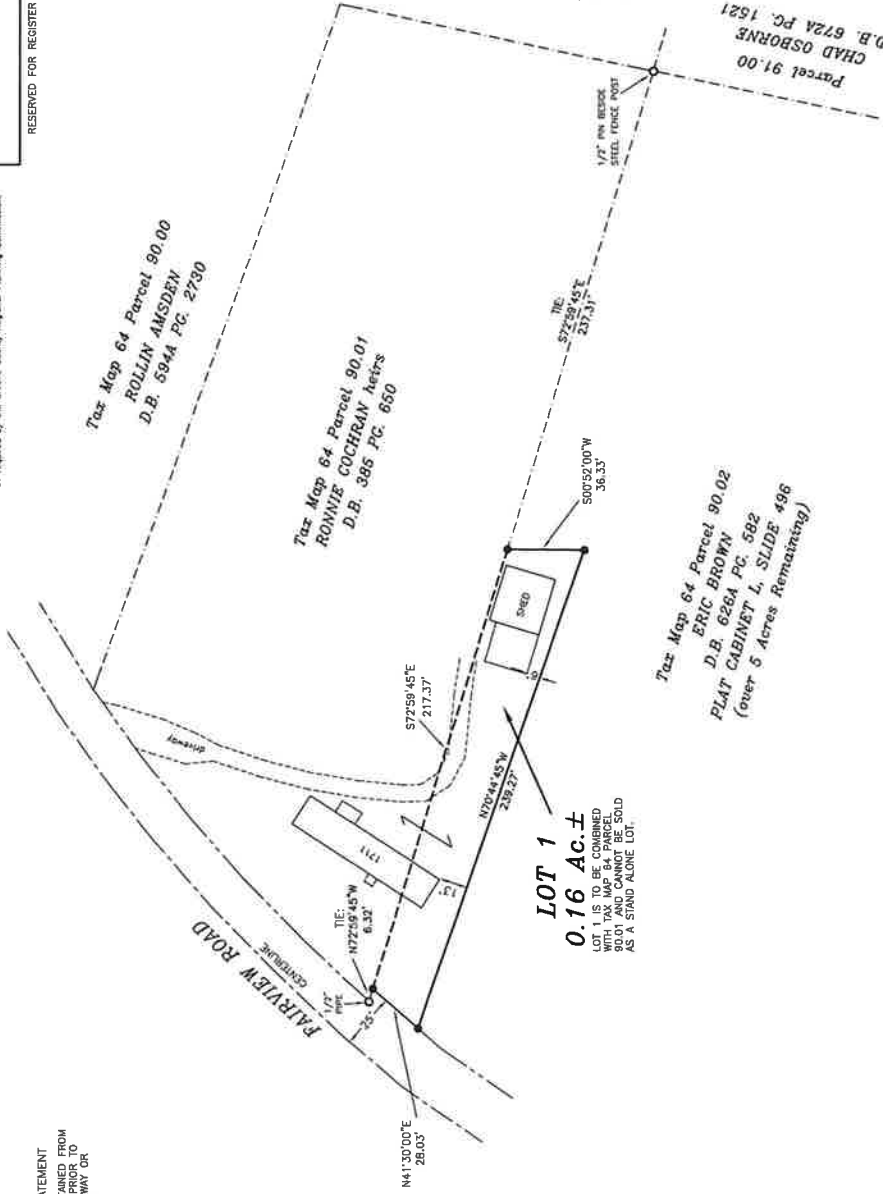 RESERVED FOR REGISTER
Tax Map 64 Parcel 90.00
ROLLIN AMSDEN
D.B. 594A PG. 2730
Parcel 91.00
CHAD OSBORNE
D.B. 672A PG. 1521
1/2" PIN BESIDE
STEEL FENCE POST
Tax Map 64 Parcel 90.01
RONNIE COCHRAN heirs
D.B. 385 PG. 650
TIE:
S72°59'45"E
237.31'
driveway
S72°59'45"E
217.37'
S00°52'00"W
36.33'
SHED
1711
FAIRVIEW ROAD
CENTERLINE
TIE:
N72°59'45"W
6.32'
1/2"
PIPE
25'
13'
N70°44'45"W
239.27'
N41°30'00"E
28.03'
LOT 1
0.16 Ac.±
LOT 1 IS TO BE COMBINED
WITH TAX MAP 64 PARCEL
90.01 AND CANNOT BE SOLD
AS A STAND ALONE LOT.
Tax Map 64 Parcel 90.02
ERIC BROWN
D.B. 626A PG. 582
PLAT CABINET L, SLIDE 496
(over 5 Acres Remaining)
TATEMENT
TAINED FROM
PRIOR TO
WAY OR